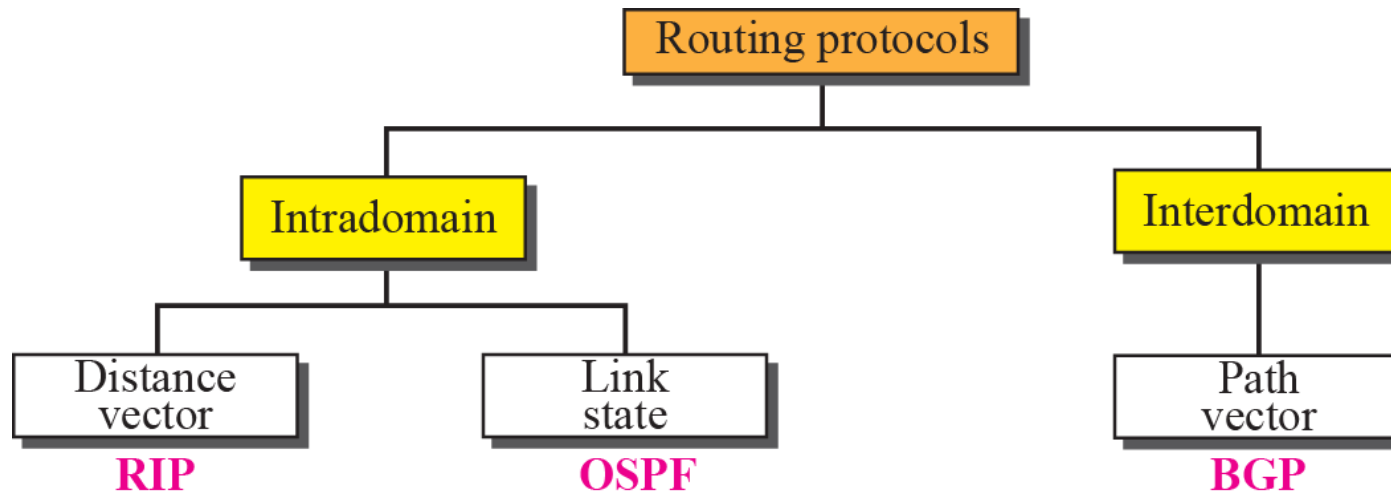 Routing protocols
Intradomain
Interdomain
Distance
vector
Link
state
Path
vector
RIP
OSPF
BGP